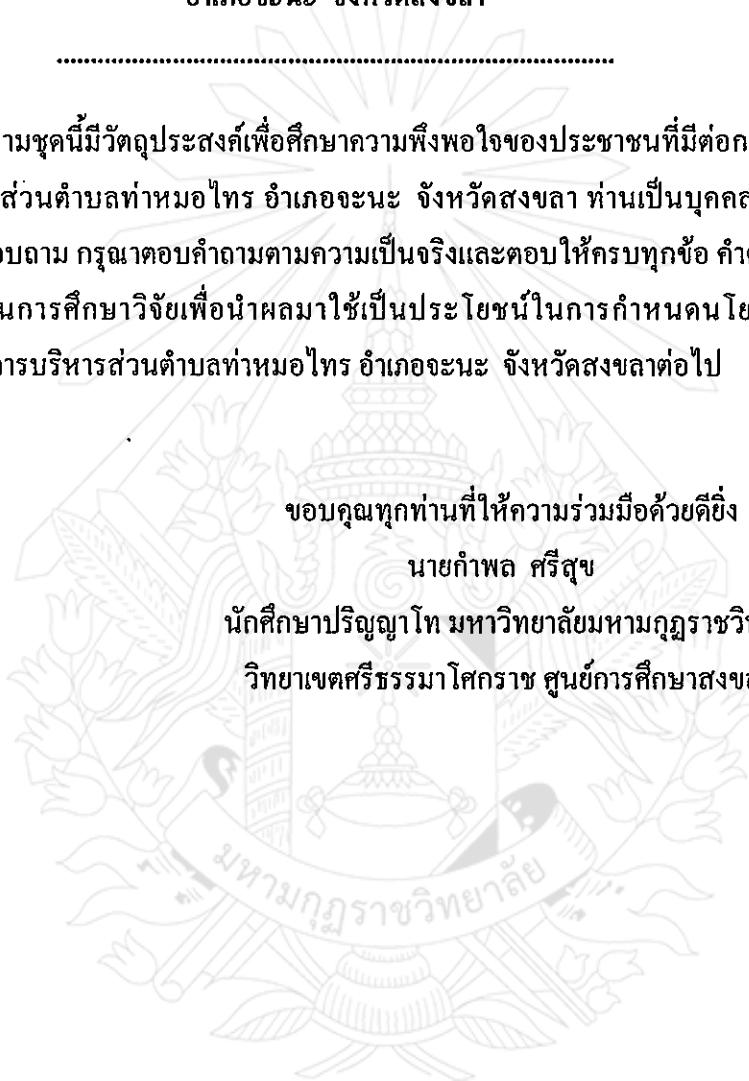 อำเภอจะนะ จังหวัดสงขลา
................................................................................
ามชุดนี้มีวัตถุประสงค์เพื่อศึกษาความพึงพอใจของประชาชนที่มีต่อก
ส่วนตำบลท่าหมอไทร อำเภอจะนะ จังหวัดสงขลา ท่านเป็นบุคคล
อบถาม กรุณาตอบคำถามตามความเป็นจริงและตอบให้ครบทุกข้อ คำ
นการศึกษาวิจัยเพื่อนำผลมาใช้เป็นประโยชน์ในการกำหนดนโย
ารบริหารส่วนตำบลท่าหมอไทร อำเภอจะนะ จังหวัดสงขลาต่อไป
ขอบคุณทุกท่านที่ให้ความร่วมมือด้วยดียิ่ง
นายกำพล ศรีสุข
นักศึกษาปริญญาโท มหาวิทยาลัยมหามกุฏราชวิ
วิทยาเขตศรีธรรมาโศกราช ศูนย์การศึกษาสงข
มหามกุฏราชวิทยาลัย